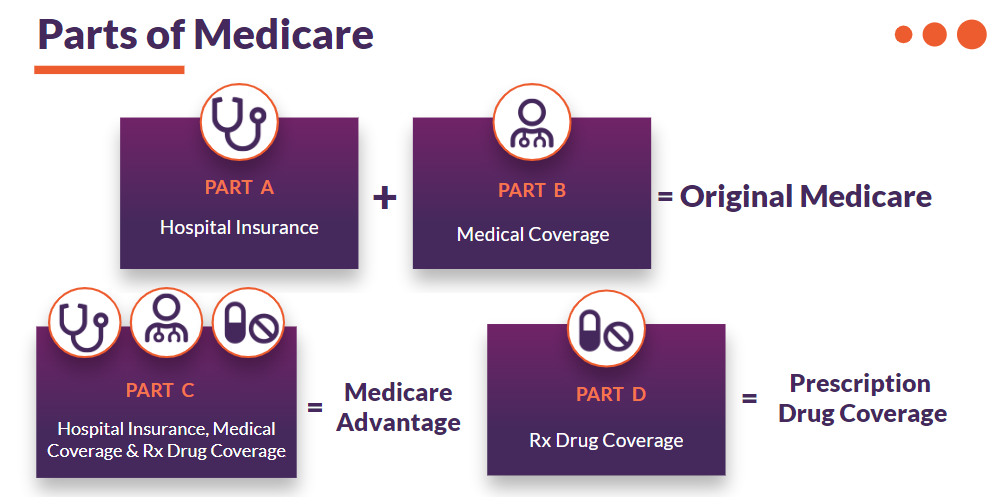 Parts of Medicare
PART A
Hospital Insurance
+
PART B
Medical Coverage
= Original Medicare
PART C
Hospital Insurance, Medical
Coverage & Rx Drug Coverage
=
Medicare
Advantage
PART D
Rx Drug Coverage
=
Prescription
Drug Coverage